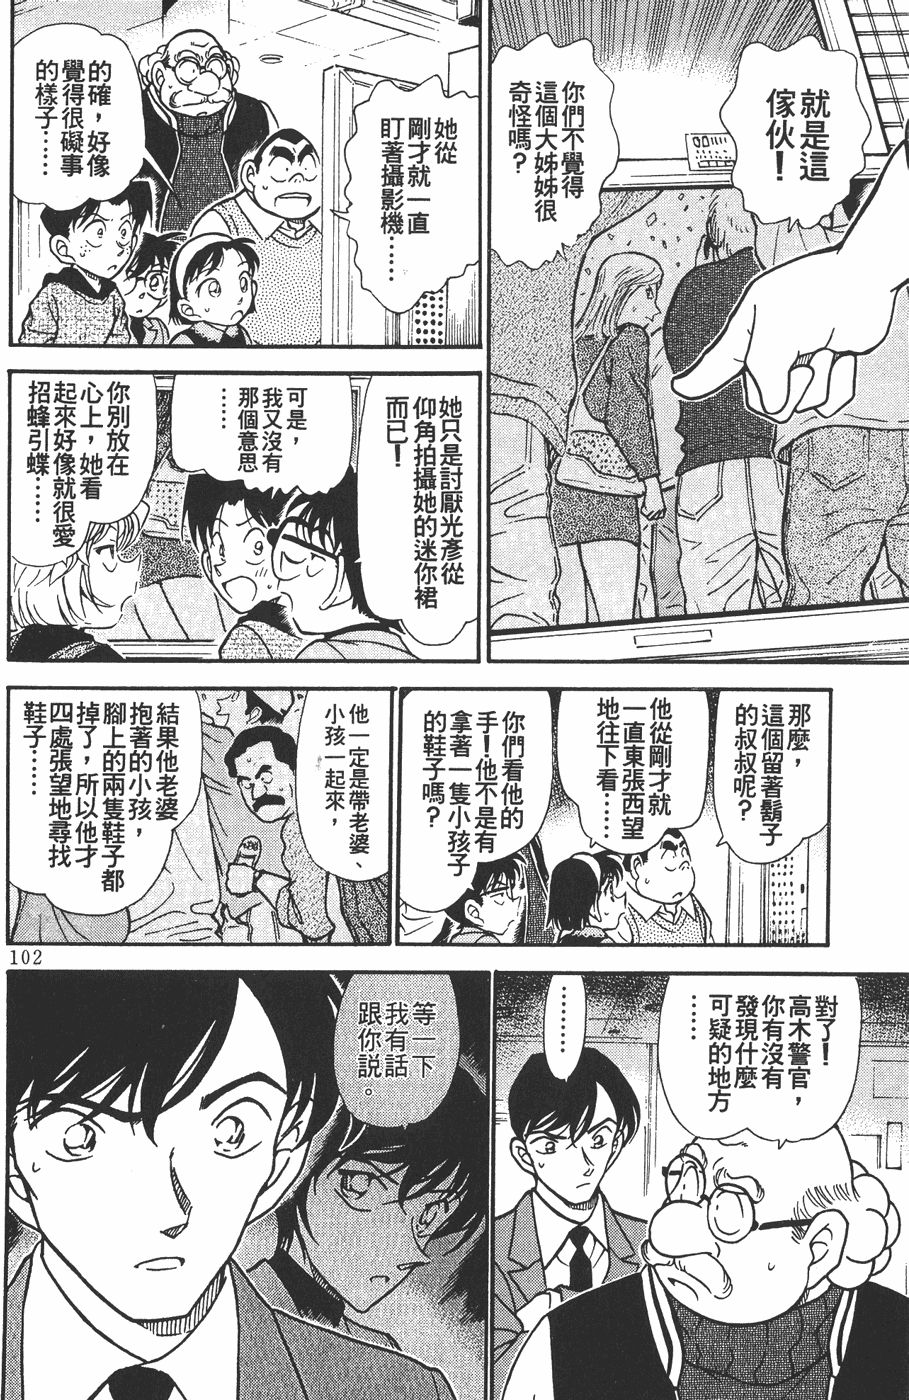 就是這
傢伙！
你們不覺得
這個大姊姊很
奇怪嗎？
她從
剛才就一直
盯著攝影機……
的確，好像
覺得很礙事
的樣子……
她只是討厭光彥從
仰角拍攝她的迷你裙
而已！
可是，
我又沒有
那個意思
……
你別放在
心上，她看
起來好像就很愛
招蜂引蝶……
那麼，
這個留著鬍子
的叔叔呢？
他從剛才就
一直東張西望
地往下看…
你們看他的
手！他不是有
拿著一隻小孩子
的鞋子嗎？
他一定是帶老婆、
小孩一起來，
結果他老婆
抱著的小孩，
腳上的兩隻鞋子都
掉了，所以他才
四處張望地尋找
鞋子……
102
對了！
高木警官，
你有沒有
發現什麼
可疑的地方
……
……
等一下
我有話
跟你說。